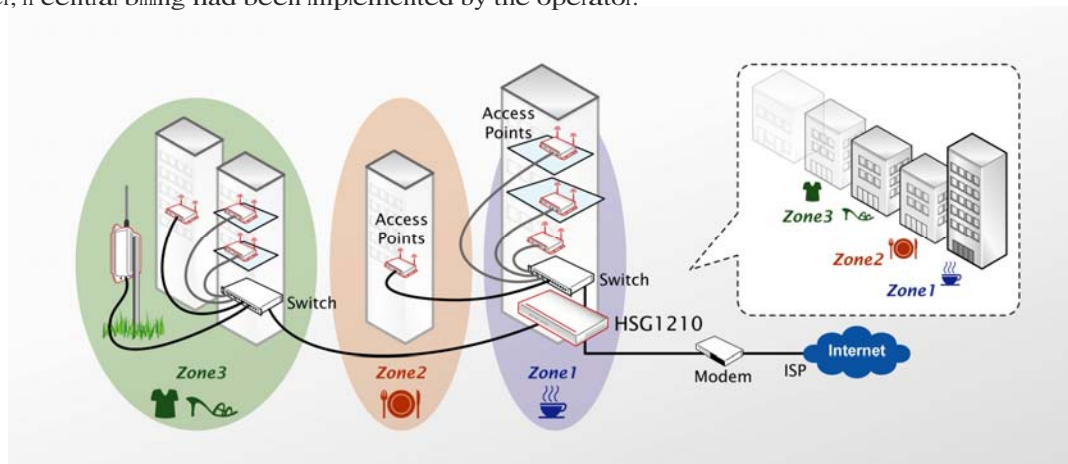 central had been implemented by the operator.
Access
Points
Access
Points
Switch
HSG1210
Switch
Zone3
Zone2
Zone1
Modem
ISP
Internet
Zone3
Zone2
Zone1